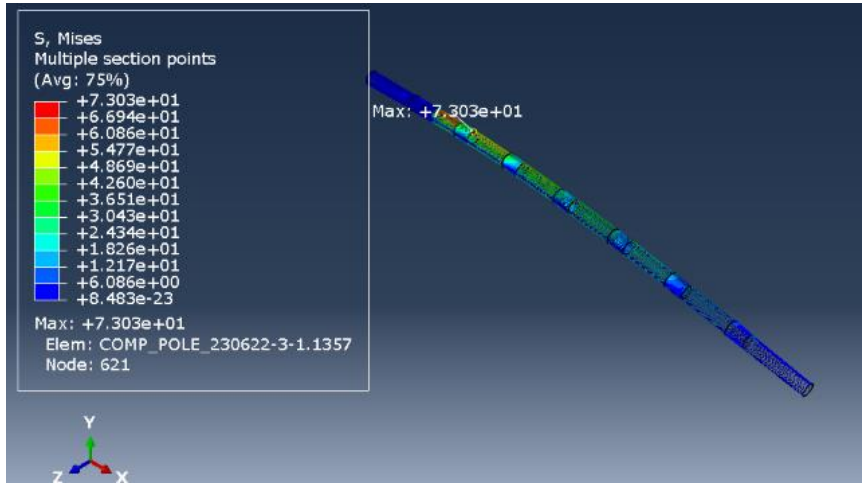 S, Mises
Multiple section points
(Avg: 75%)
+7.303e+01
+6.694e+01
+6.086e+01
+5.477e+01
+4.869e+01
+4.260e+01
+3.651e+01
+3.043e+01
+2.434e+01
+1.826e+01
+1.217e+01
+6.086e+00
+8.483e-23
Max: +7.303e+01
Elem: COMP_POLE_230622-3-1.1357
Node: 621
Max: +7.303e+01
Y
Z
X